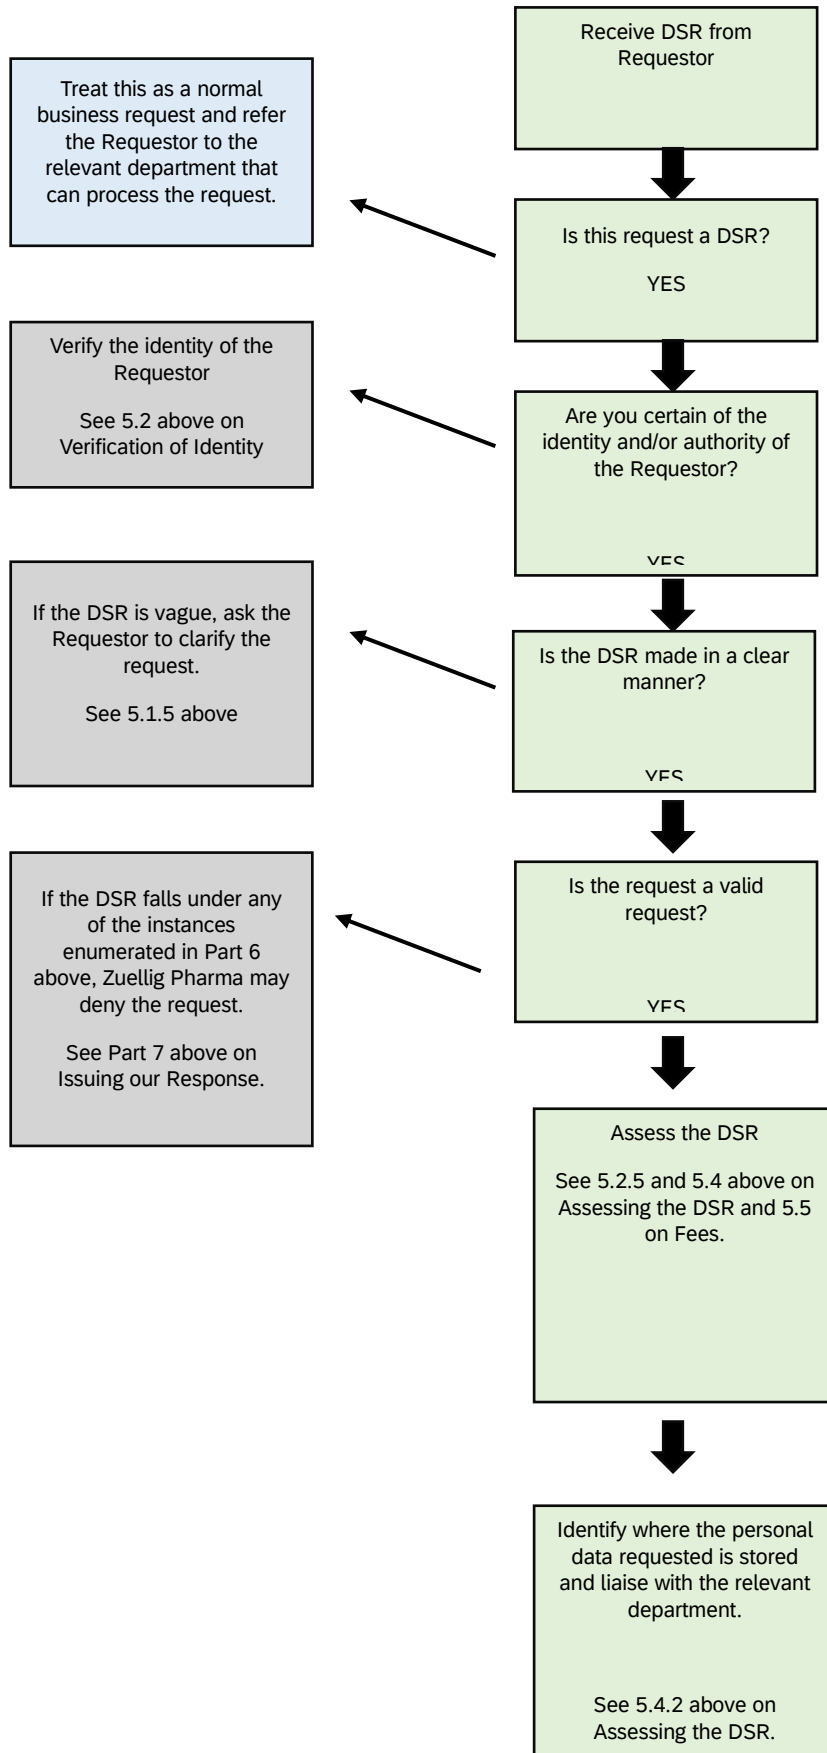 Receive DSR from
Requestor
Treat this as a normal
business request and refer
the Requestor to the
relevant department that
can process the request.
Is this request a DSR?
YES
Verify the identity of the
Requestor
See 5.2 above on
Verification of Identity
Are you certain of the
identity and/or authority of
the Requestor?
YES
If the DSR is vague, ask the
Requestor to clarify the
request.
See 5.1.5 above
Is the DSR made in a clear
manner?
YES
If the DSR falls under any
of the instances
enumerated in Part 6
above, Zuellig Pharma may
deny the request.
See Part 7 above on
Issuing our Response.
Is the request a valid
request?
YES
Assess the DSR
See 5.2.5 and 5.4 above on
Assessing the DSR and 5.5
on Fees.
Identify where the personal
data requested is stored
and liaise with the relevant
department.
See 5.4.2 above on
Assessing the DSR.